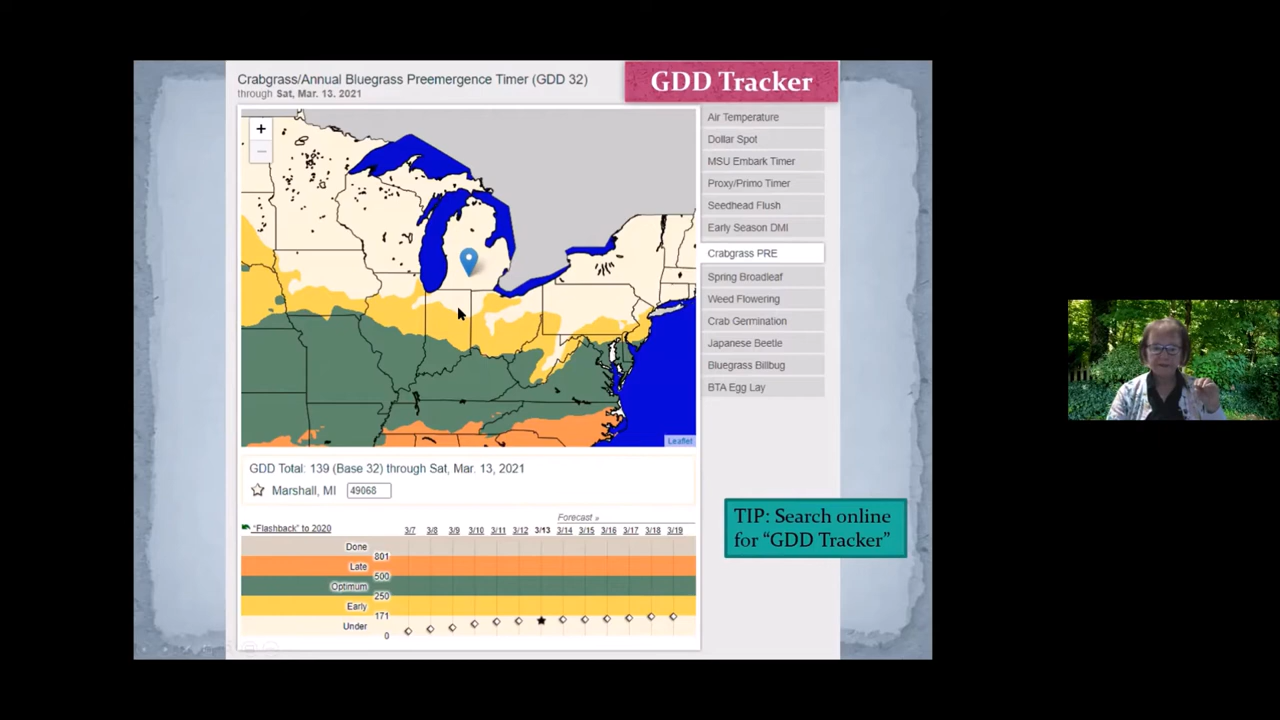 Crabgrass/Annual Bluegrass Preemergence Timer (GDD 32)
through Sat, Mar. 13. 2021
GDD Tracker
+
−
Leaflet
Air Temperature
Dollar Spot
MSU Embark Timer
Proxy/Primo Timer
Seedhead Flush
Early Season DMI
Crabgrass PRE
Spring Broadleaf
Weed Flowering
Crab Germination
Japanese Beetle
Bluegrass Billbug
BTA Egg Lay
GDD Total: 139 (Base 32) through Sat, Mar. 13, 2021
Marshall, MI 49068
TIP: Search online
for “GDD Tracker”
Forecast »
"Flashback" to 2020 3/7 3/8 3/9 3/10 3/11 3/12 3/13 3/14 3/15 3/16 3/17 3/18 3/19
Done
801
Late
500
Optimum
250
Early
171
Under
0